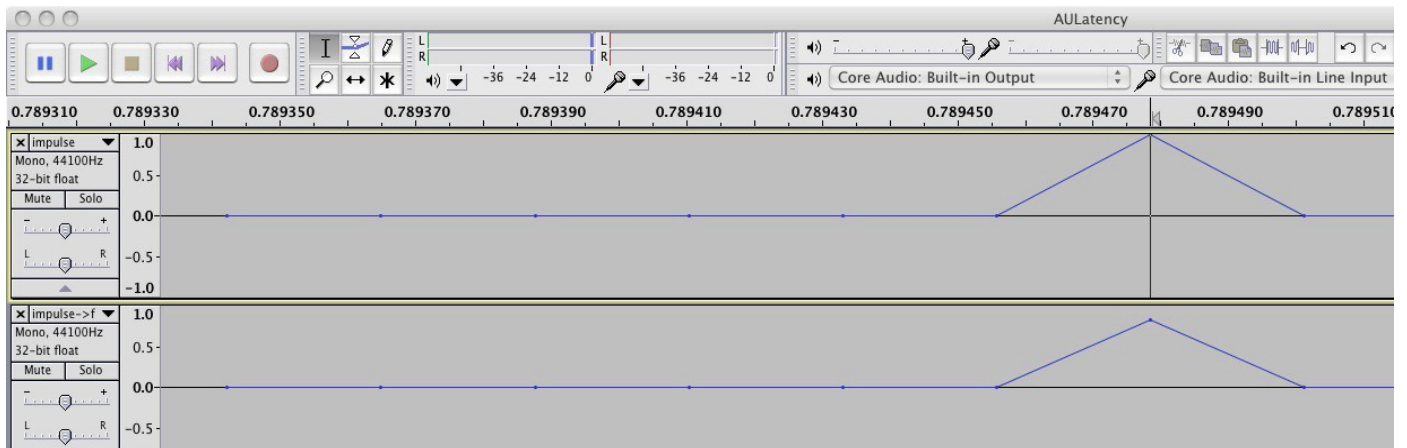 AULatency
L
R
-36 -24 -12 0
L
R
-36 -24 -12 0
Core Audio: Built-in Output
Core Audio: Built-in Line Input
0.789310 0.789330 0.789350 0.789370 0.789390 0.789410 0.789430 0.789450 0.789470 0.789490 0.789510
impulse
Mono, 44100Hz
32-bit float
Mute Solo
- +
L R
1.0
0.5-
0.0-
-0.5-
-1.0
impulse->f
Mono, 44100Hz
32-bit float
Mute Solo
- +
L R
1.0
0.5-
0.0-
-0.5-